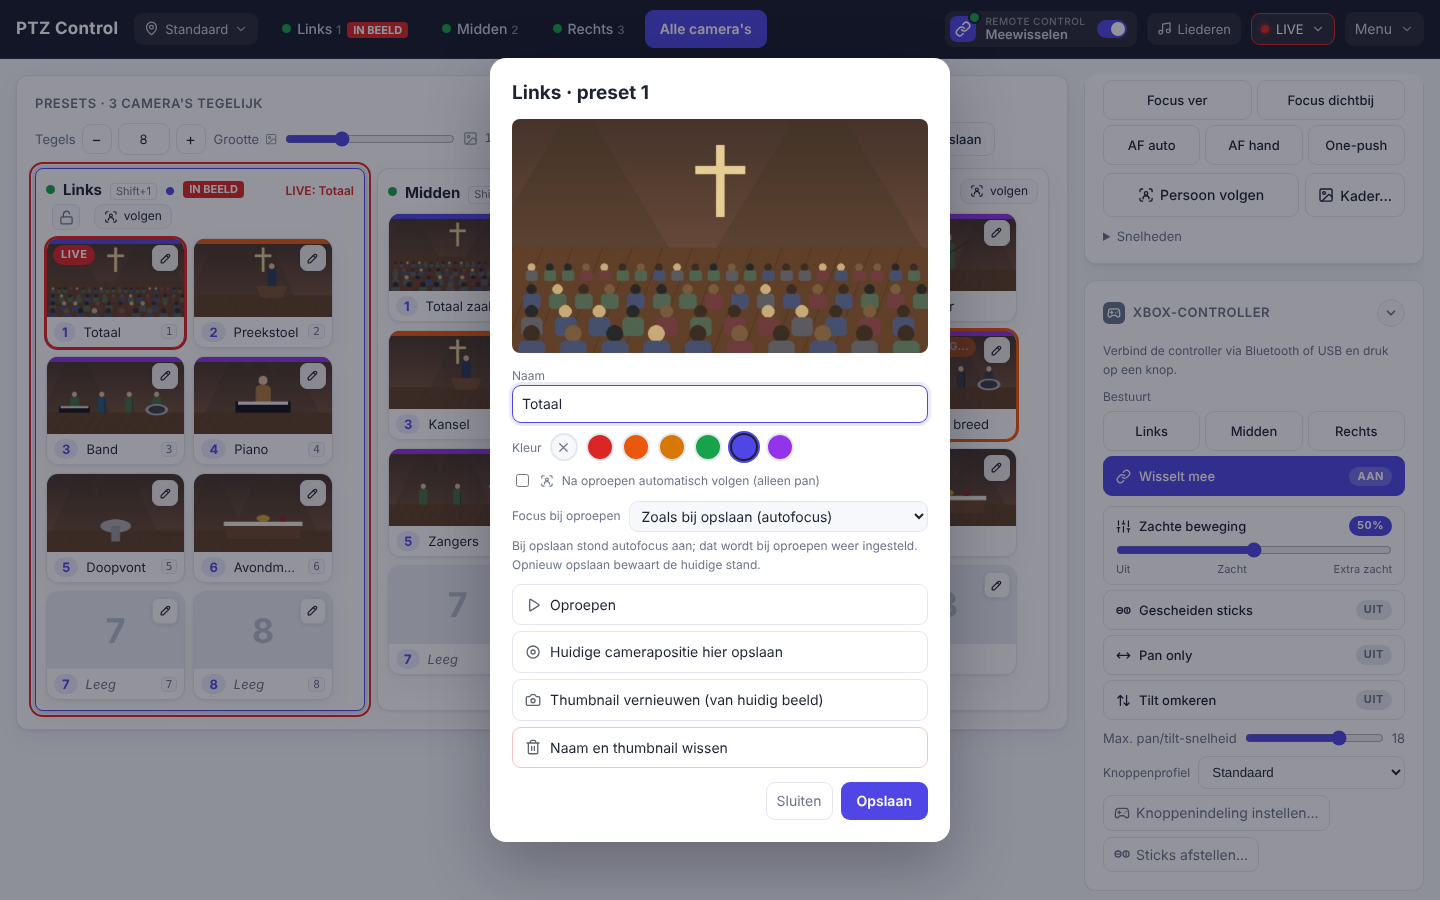 PTZ Control
Standaard
Links 1 IN BEELD
Midden 2
Rechts 3
Alle camera's
REMOTE CONTROL
Meewisselen
Liederen
LIVE
Menu
PRESETS · 3 CAMERA'S TEGELIJK
Tegels − 8 + Grootte
Links Shift+1 IN BEELD LIVE: Totaal
volgen
LIVE
1 Totaal 1
2 Preekstoel 2
3 Band 3
4 Piano 4
5 Doopvont 5
6 Avondm... 6
7
7 Leeg 7
8
8 Leeg 8
Midden
1 Totaal zaal
3 Kansel
5 Zangers
7
7 Leeg
volgen
breed
Links · preset 1
Naam
Totaal
Kleur
Na oproepen automatisch volgen (alleen pan)
Focus bij oproepen Zoals bij opslaan (autofocus)
Bij opslaan stond autofocus aan; dat wordt bij oproepen weer ingesteld.
Opnieuw opslaan bewaart de huidige stand.
Oproepen
Huidige camerapositie hier opslaan
Thumbnail vernieuwen (van huidig beeld)
Naam en thumbnail wissen
Sluiten Opslaan
Focus ver Focus dichtbij
AF auto AF hand One-push
Persoon volgen Kader...
Snelheden
XBOX-CONTROLLER
Verbind de controller via Bluetooth of USB en druk
op een knop.
Bestuurt
Links Midden Rechts
Wisselt mee AAN
Zachte beweging 50%
Uit Zacht Extra zacht
Gescheiden sticks UIT
Pan only UIT
Tilt omkeren UIT
Max. pan/tilt-snelheid 18
Knoppenprofiel Standaard
Knoppenindeling instellen...
Sticks afstellen...